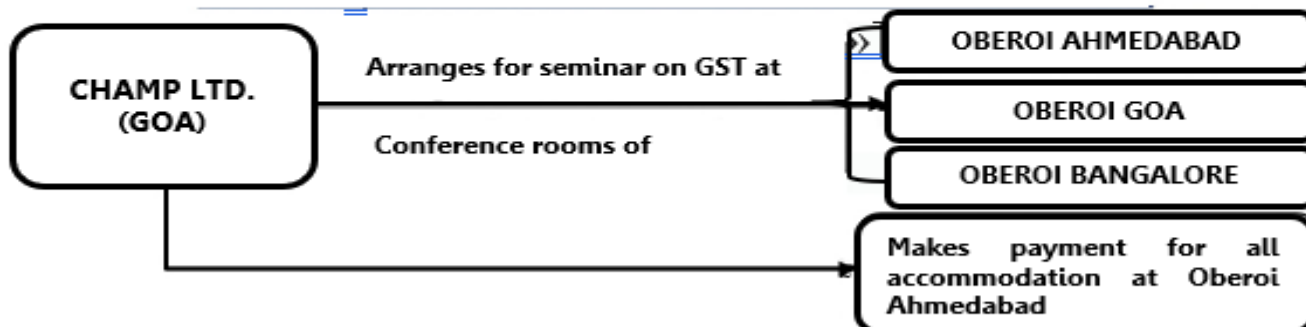 CHAMP LTD.
(GOA)
Arranges for seminar on GST at
Conference rooms of
»
OBEROI AHMEDABAD
OBEROI GOA
OBEROI BANGALORE
Makes payment for all
accommodation at Oberoi
Ahmedabad